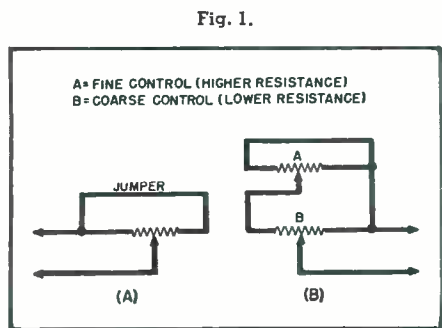 Fig. 1.
A= FINE CONTROL (HIGHER RESISTANCE)
B= COARSE CONTROL (LOWER RESISTANCE)
JUMPER
A
B
(A)
(B)